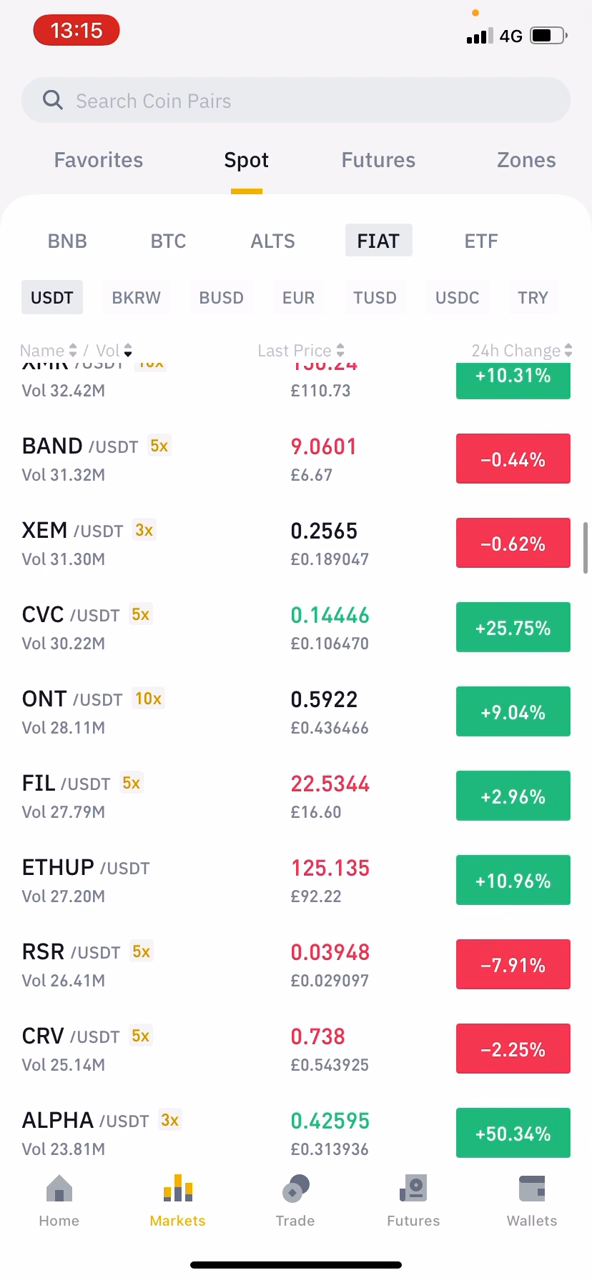 13:15
4G
Search Coin Pairs
Favorites Spot Futures Zones
BNB BTC ALTS FIAT ETF
USDT BKRW BUSD EUR TUSD USDC TRY
Name / Vol Last Price 24h Change
XMR /USDT 10x 150.24 +10.31%
Vol 32.42M £110.73
BAND /USDT 5x 9.0601 −0.44%
Vol 31.32M £6.67
XEM /USDT 3x 0.2565 −0.62%
Vol 31.30M £0.189047
CVC /USDT 5x 0.14446 +25.75%
Vol 30.22M £0.106470
ONT /USDT 10x 0.5922 +9.04%
Vol 28.11M £0.436466
FIL /USDT 5x 22.5344 +2.96%
Vol 27.79M £16.60
ETHUP /USDT 125.135 +10.96%
Vol 27.20M £92.22
RSR /USDT 5x 0.03948 −7.91%
Vol 26.41M £0.029097
CRV /USDT 5x 0.738 −2.25%
Vol 25.14M £0.543925
ALPHA /USDT 3x 0.42595 +50.34%
Vol 23.81M £0.313936
Home Markets Trade Futures Wallets